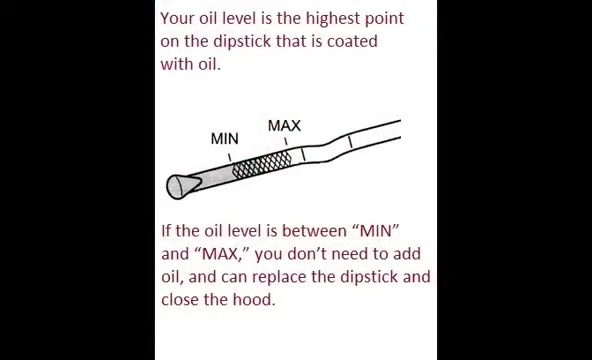 Your oil level is the highest point
on the dipstick that is coated
with oil.
MAX
MIN
If the oil level is between “MIN”
and “MAX,” you don’t need to add
oil, and can replace the dipstick and
close the hood.